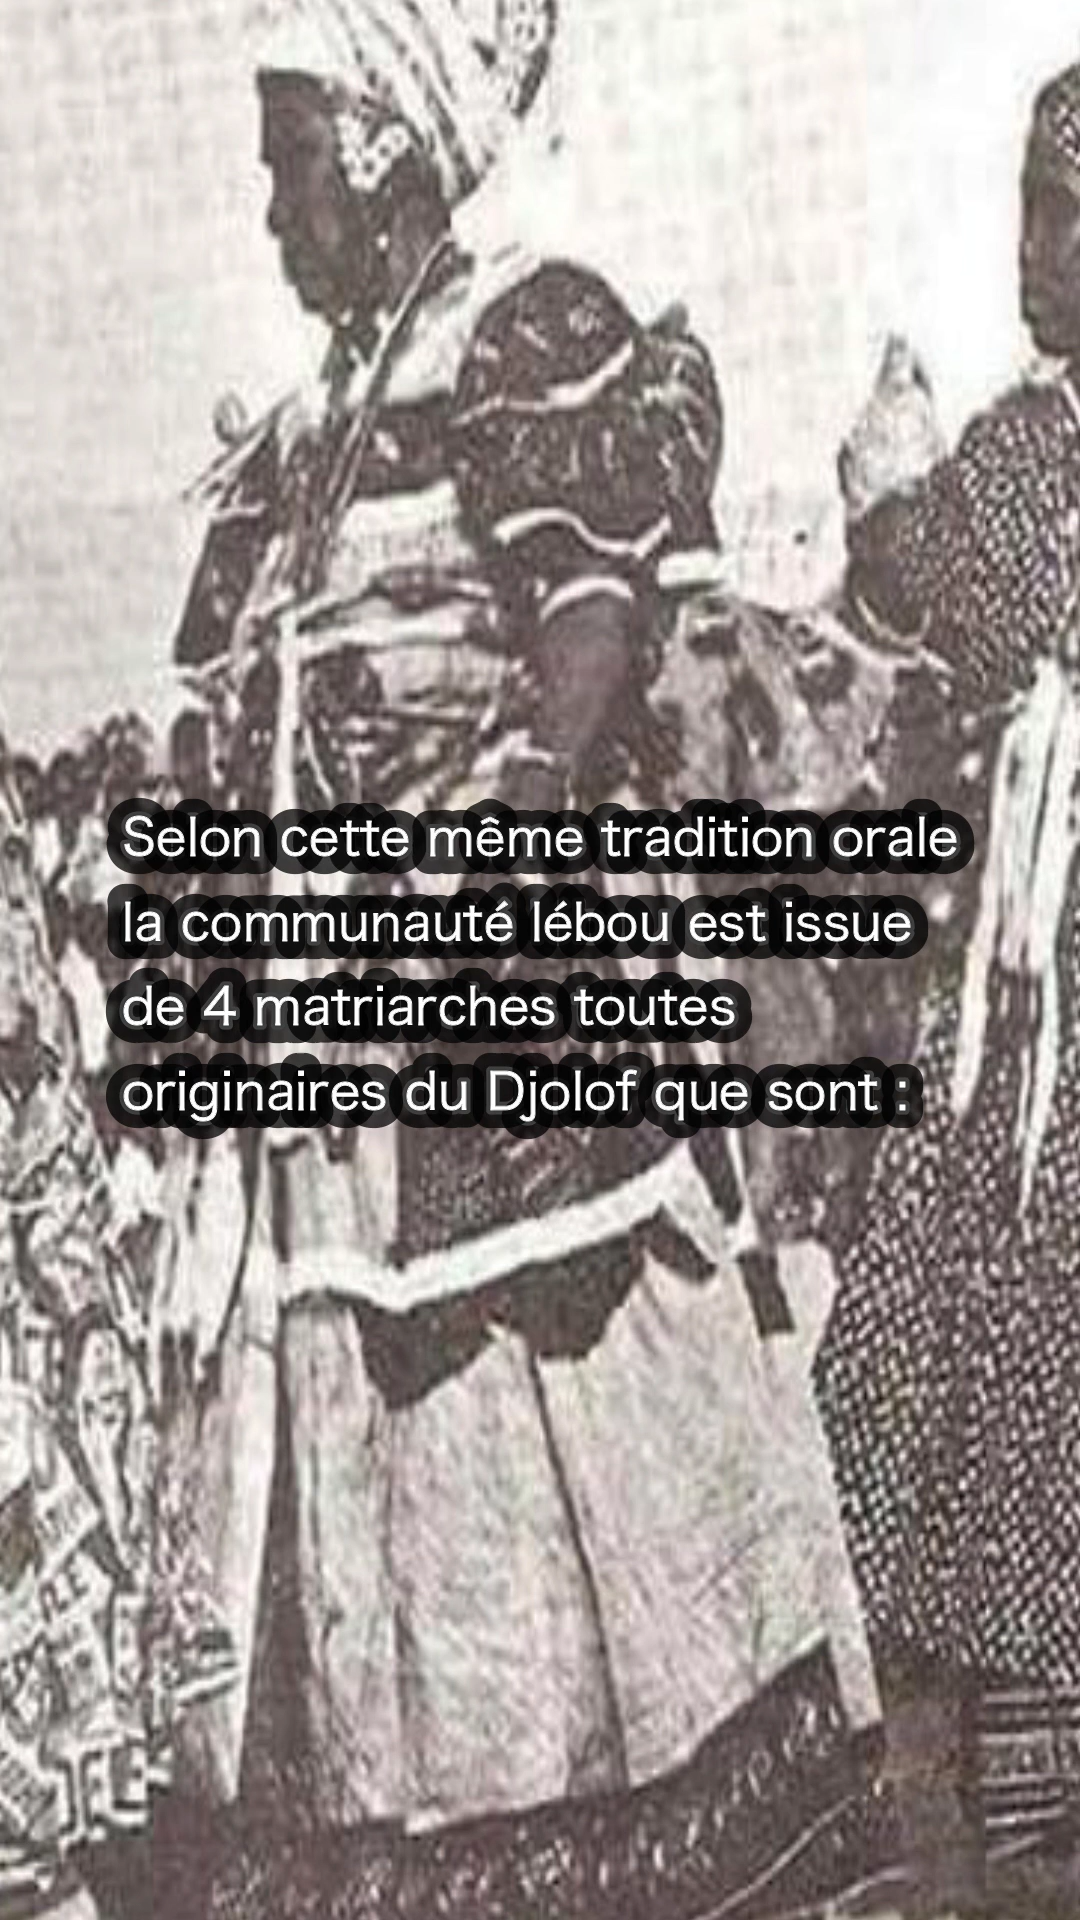 Selon cette même tradition orale
la communauté lébou est issue
de 4 matriarches toutes
originaires du Djolof que sont :